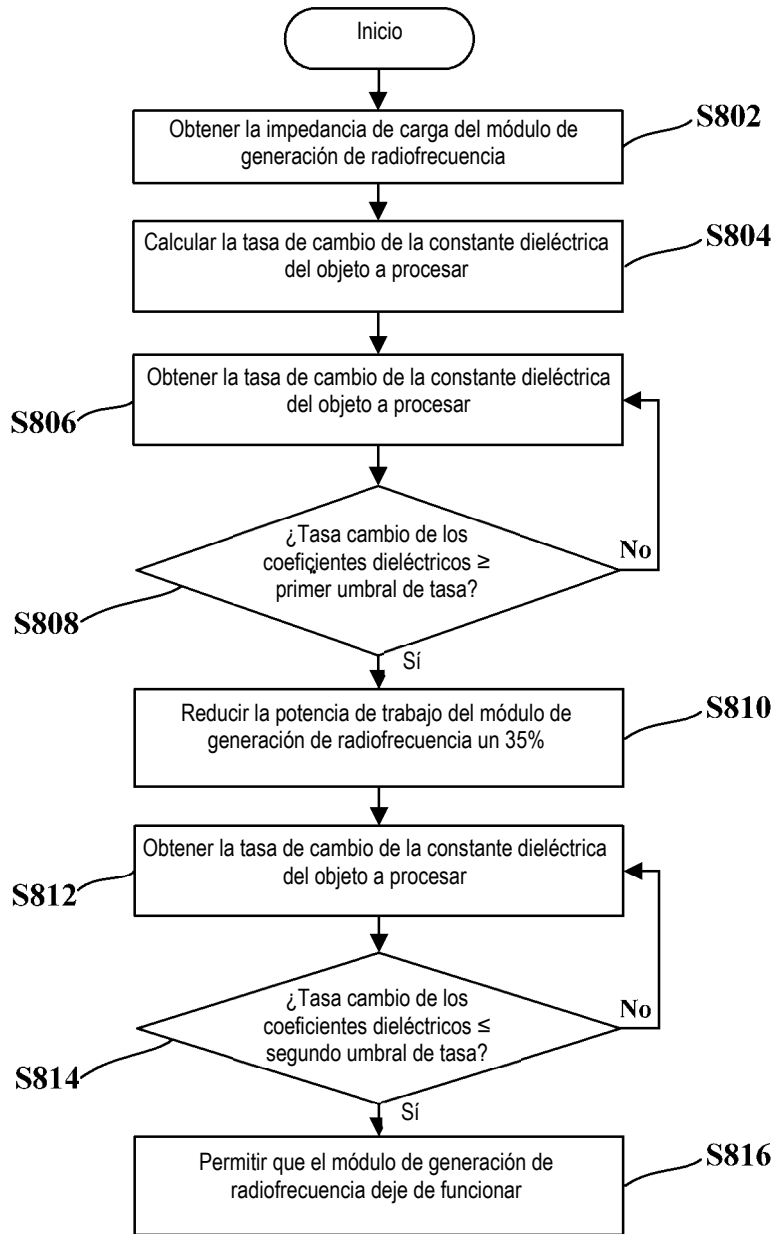 Inicio
Obtener la impedancia de carga del módulo de
generación de radiofrecuencia
S802
Calcular la tasa de cambio de la constante dieléctrica
del objeto a procesar
S804
Obtener la tasa de cambio de la constante dieléctrica
del objeto a procesar
S806
¿Tasa cambio de los
coeficientes dieléctricos ≥
primer umbral de tasa?
No
S808
Sí
Reducir la potencia de trabajo del módulo de
generación de radiofrecuencia un 35%
S810
Obtener la tasa de cambio de la constante dieléctrica
del objeto a procesar
S812
¿Tasa cambio de los
coeficientes dieléctricos ≤
segundo umbral de tasa?
No
S814
Sí
Permitir que el módulo de generación de
radiofrecuencia deje de funcionar
S816